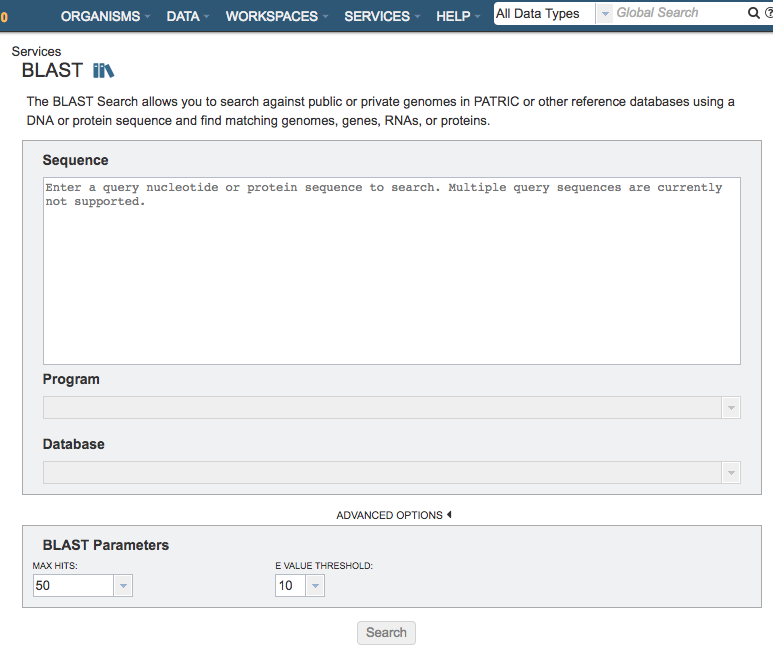 0 ORGANISMS DATA WORKSPACES SERVICES HELP All Data Types Global Search
Services
BLAST
The BLAST Search allows you to search against public or private genomes in PATRIC or other reference databases using a
DNA or protein sequence and find matching genomes, genes, RNAs, or proteins.
Sequence
Enter a query nucleotide or protein sequence to search. Multiple query sequences are currently
not supported.
Program
Database
ADVANCED OPTIONS
BLAST Parameters
MAX HITS: E VALUE THRESHOLD:
50 10
Search